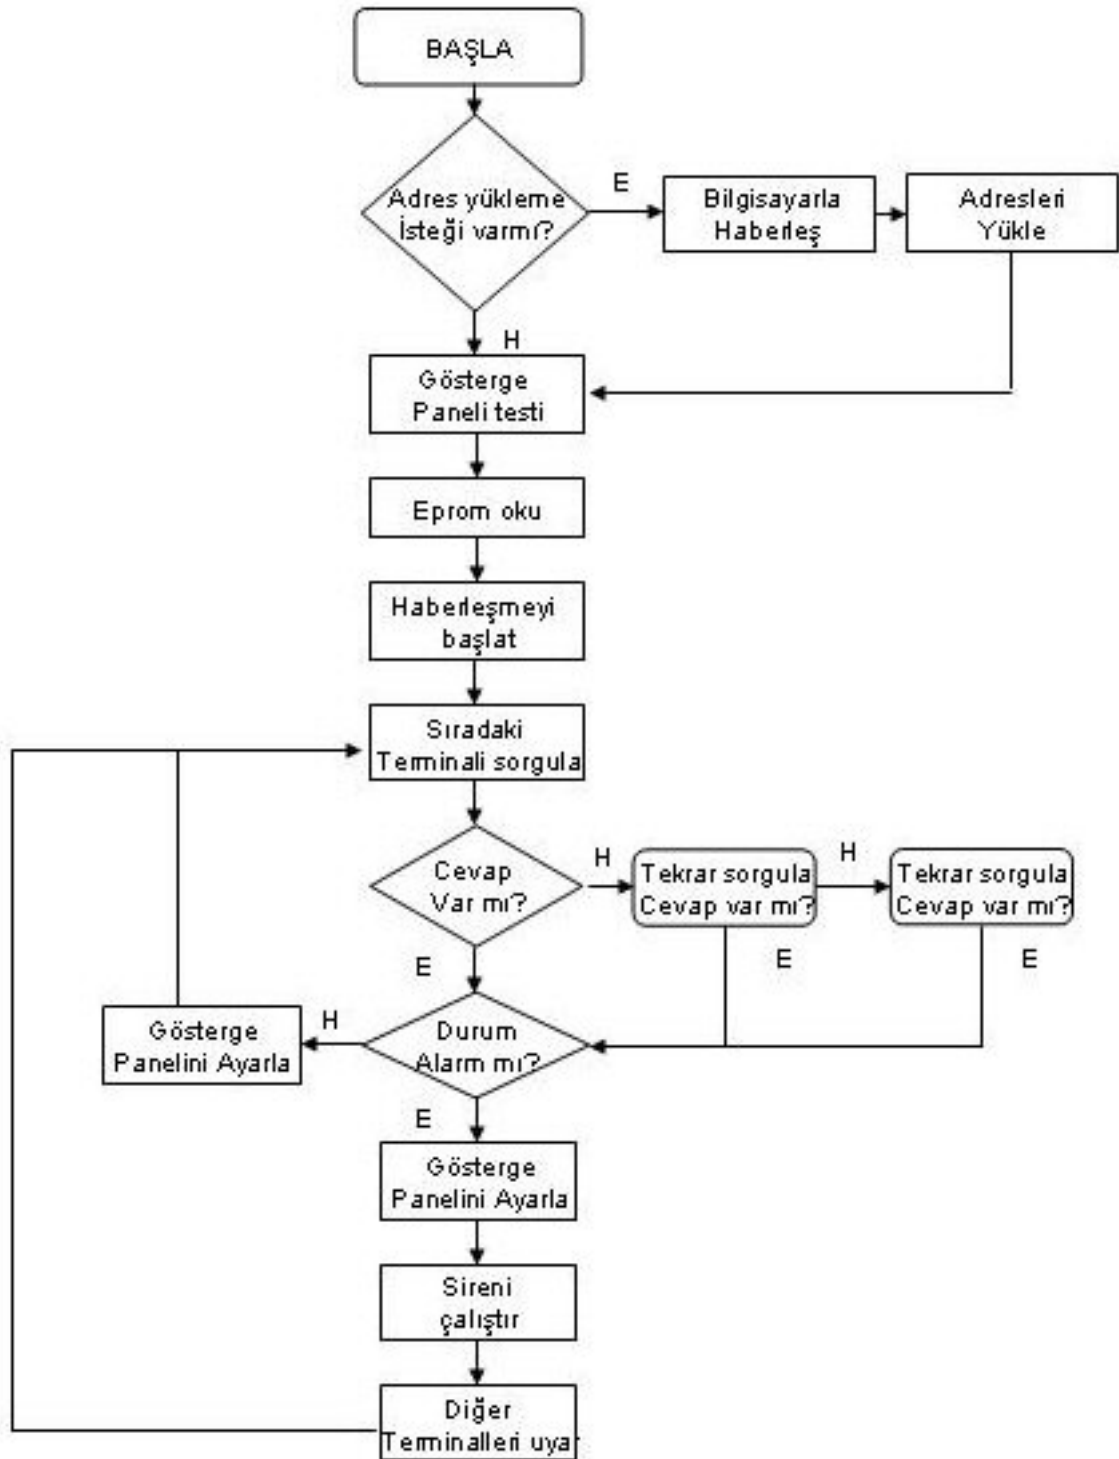 BAŞLA
Adres yükleme
İsteği varmı?
E
Bilgisayarla
Haberleş
Adresleri
Yükle
H
Gösterge
Paneli testi
Eprom oku
Haberleşmeyi
başlat
Sıradaki
Terminali sorgula
Cevap
Var mı?
H
Tekrar sorgula
Cevap var mı?
H
Tekrar sorgula
Cevap var mı?
E
E
E
Durum
Alarm mı?
H
Gösterge
Panelini Ayarla
E
Gösterge
Panelini Ayarla
Sireni
çalıştır
Diğer
Terminalleri uyar